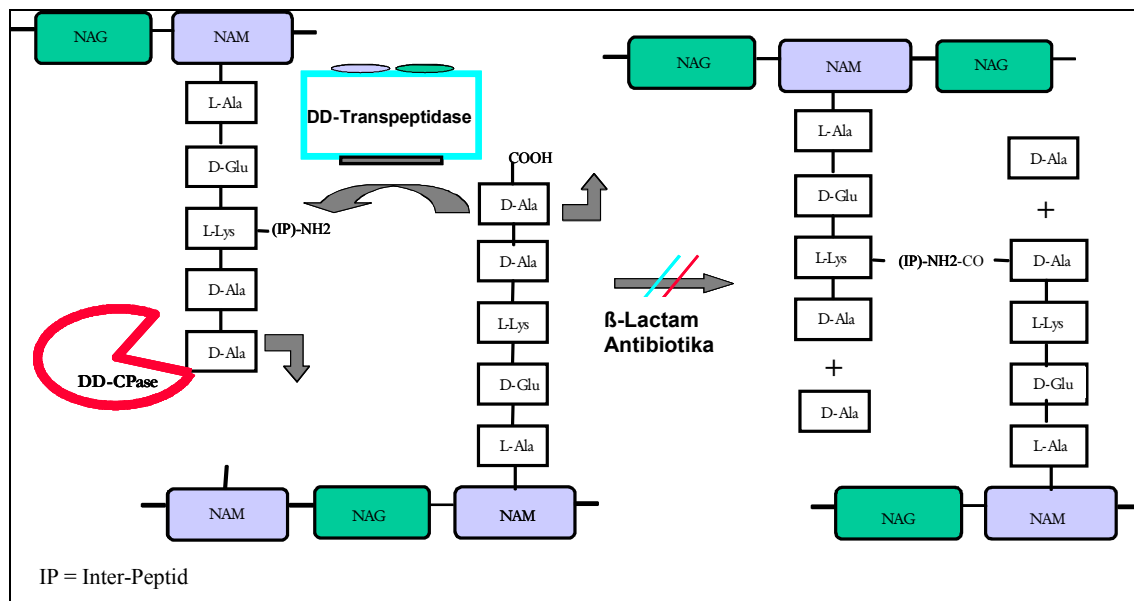 NAG
NAM
L-Ala
D-Glu
L-Lys
(IP)-NH2
D-Ala
D-Ala
DD-CPase
DD-Transpeptidase
COOH
D-Ala
D-Ala
L-Lys
D-Glu
L-Ala
NAM
NAG
NAM
ß-Lactam
Antibiotika
NAG
NAM
NAG
L-Ala
D-Glu
L-Lys
(IP)-NH2-CO
D-Ala
+
D-Ala
D-Ala
+
D-Ala
L-Lys
D-Glu
L-Ala
NAG
NAM
IP = Inter-Peptid